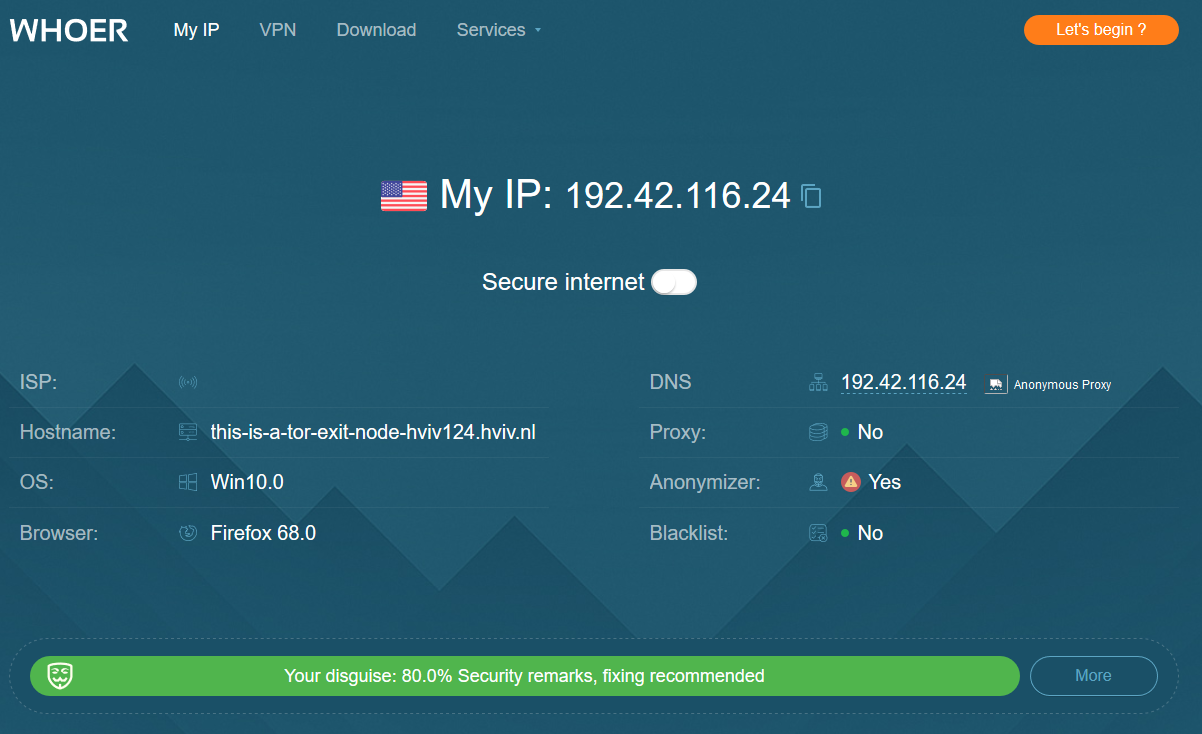 WHOER My IP VPN Download Services Let's begin ?
My IP: 192.42.116.24
Secure internet
ISP:
Hostname: this-is-a-tor-exit-node-hviv124.hviv.nl
OS: Win10.0
Browser: Firefox 68.0
DNS 192.42.116.24 Anonymous Proxy
Proxy: No
Anonymizer: Yes
Blacklist: No
Your disguise: 80.0% Security remarks, fixing recommended More